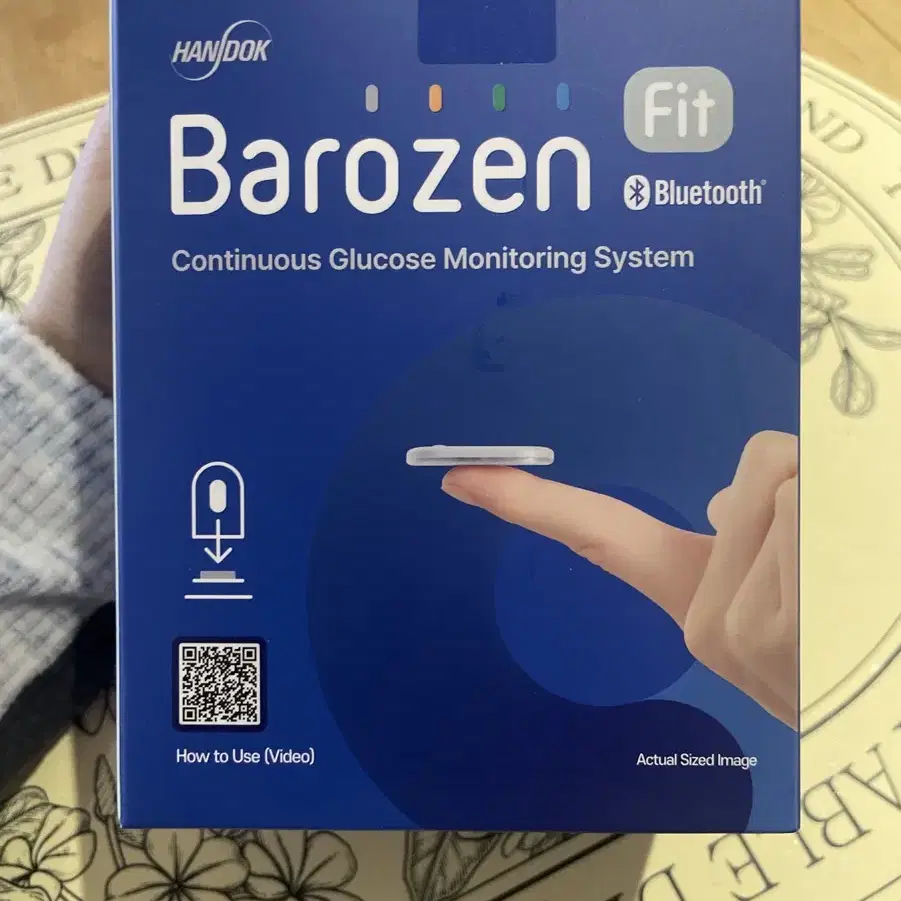 HANDOK
Barozen
Fit
Bluetooth®
Continuous Glucose Monitoring System
How to Use (Video)
Actual Sized Image